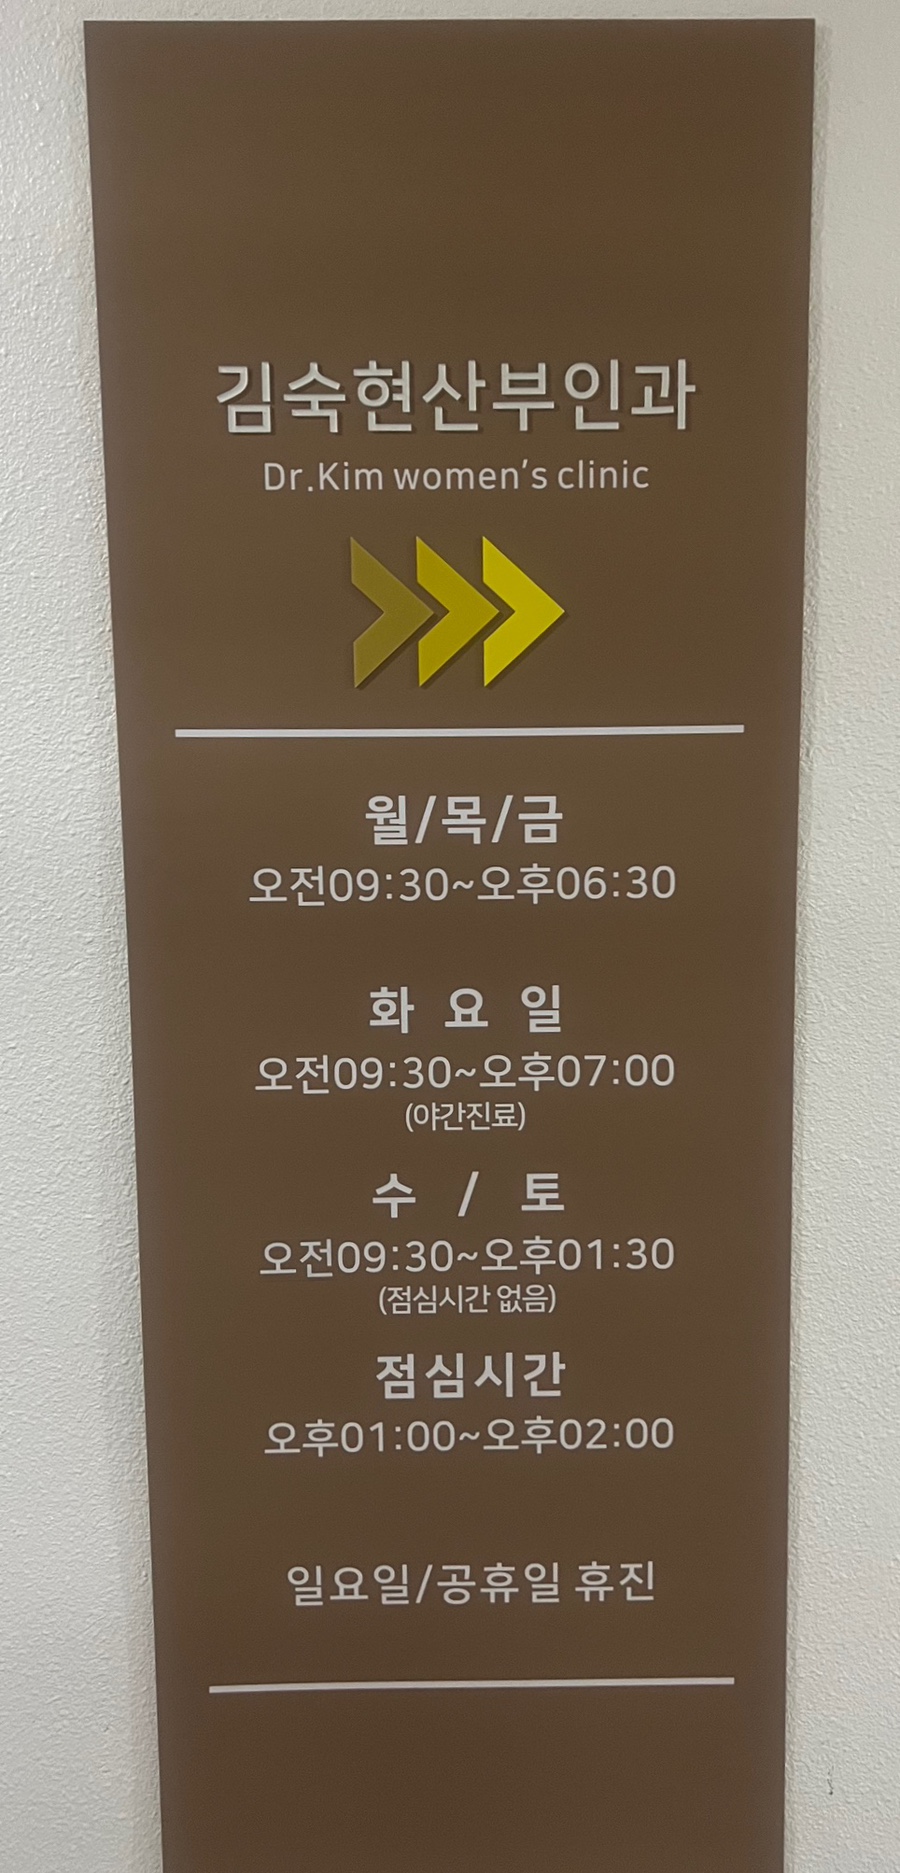 김숙현산부인과
Dr.Kim women's clinic
월/목/금
오전09:30~오후06:30
화 요 일
오전09:30~오후07:00
(야간진료)
수 / 토
오전09:30~오후01:30
(점심시간 없음)
점심시간
오후01:00~오후02:00
일요일/공휴일 휴진